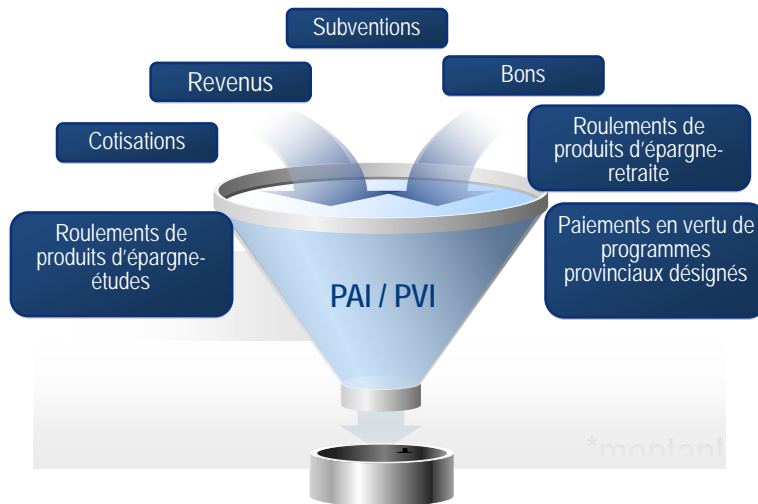 Subventions
Revenus
Bons
Cotisations
Roulements de
produits d'épargne-
retraite
Roulements de
produits d'épargne-
études
Paiements en vertu de
programmes
provinciaux désignés
PAI / PVI
*montant